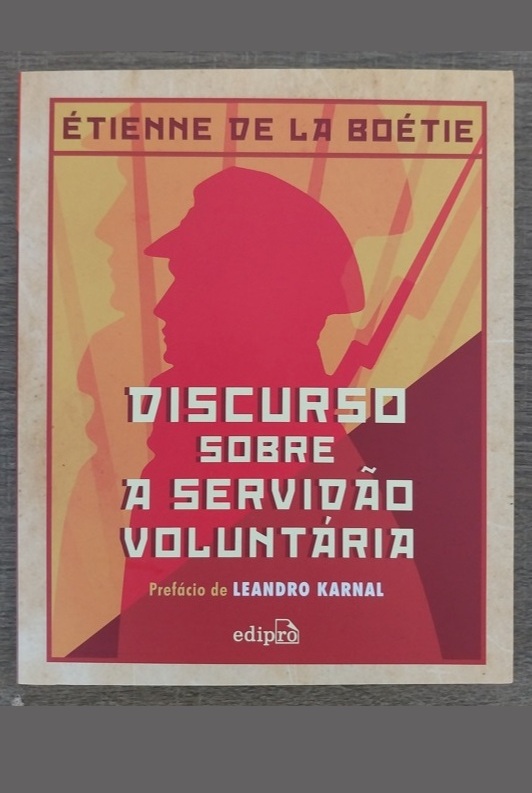 ÉTIENNE DE LA BOÉTIE
DISCURSO
SOBRE
A SERVIDÃO
VOLUNTÁRIA
Prefácio de LEANDRO KARNAL
edipro